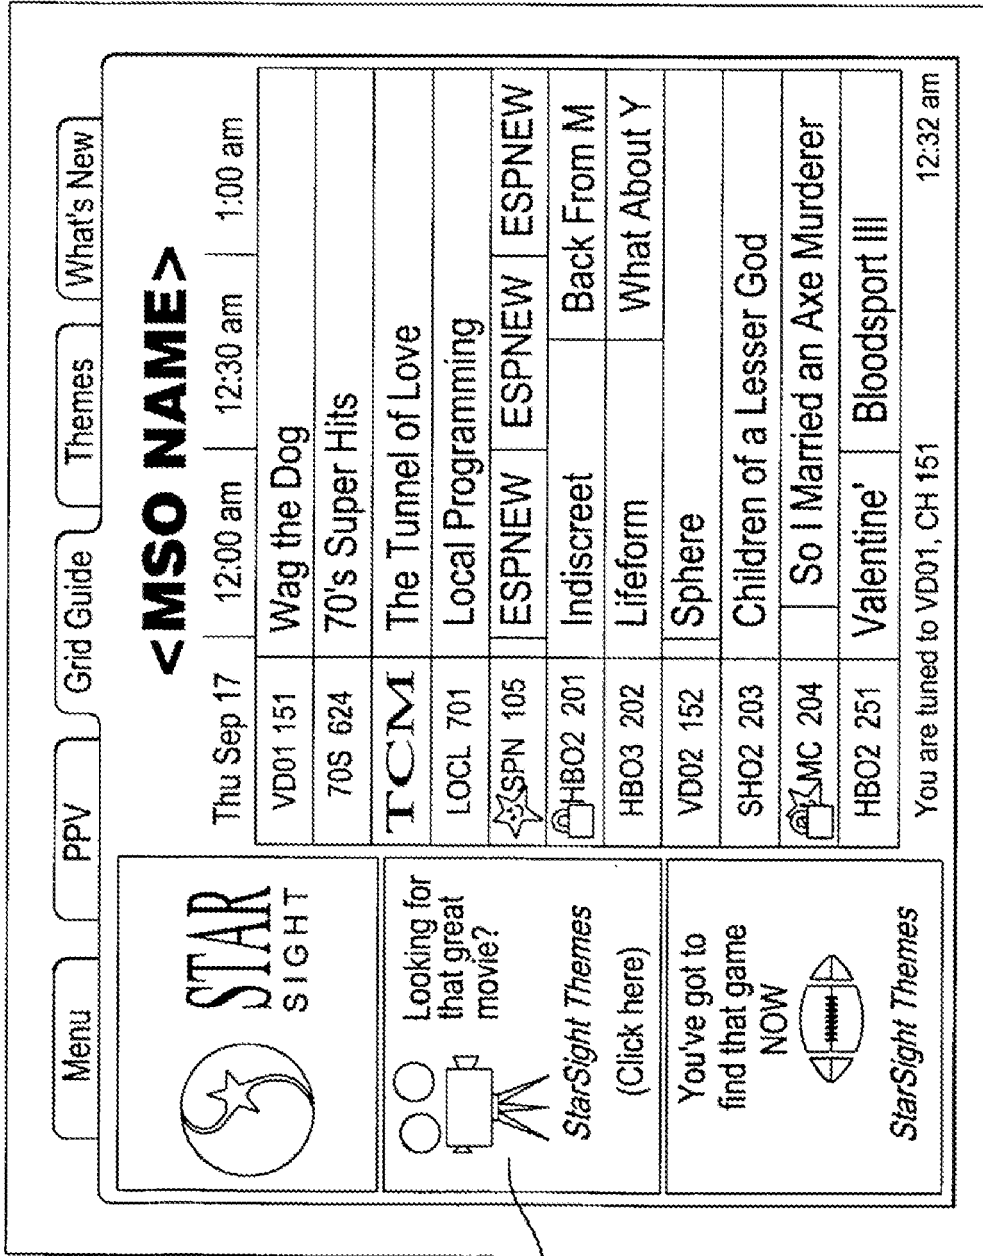 Menu
PPV
Grid Guide
Themes
What's New
STAR
SIGHT
Looking for
that great
movie?
StarSight Themes
(Click here)
You've got to
find that game
NOW
StarSight Themes
<MSO NAME>
Thu Sep 17 12:00 am 12:30 am 1:00 am
VD01 151 Wag the Dog
70S 624 70's Super Hits
TCM The Tunnel of Love
LOCL 701 Local Programming
SPN 105 ESPNEW ESPNEW ESPNEW
HBO2 201 Indiscreet Back From M
HBO3 202 Lifeform What About Y
VD02 152 Sphere
SHO2 203 Children of a Lesser God
MC 204 So I Married an Axe Murderer
HBO2 251 Valentine' Bloodsport III
You are tuned to VD01, CH 151 12:32 am